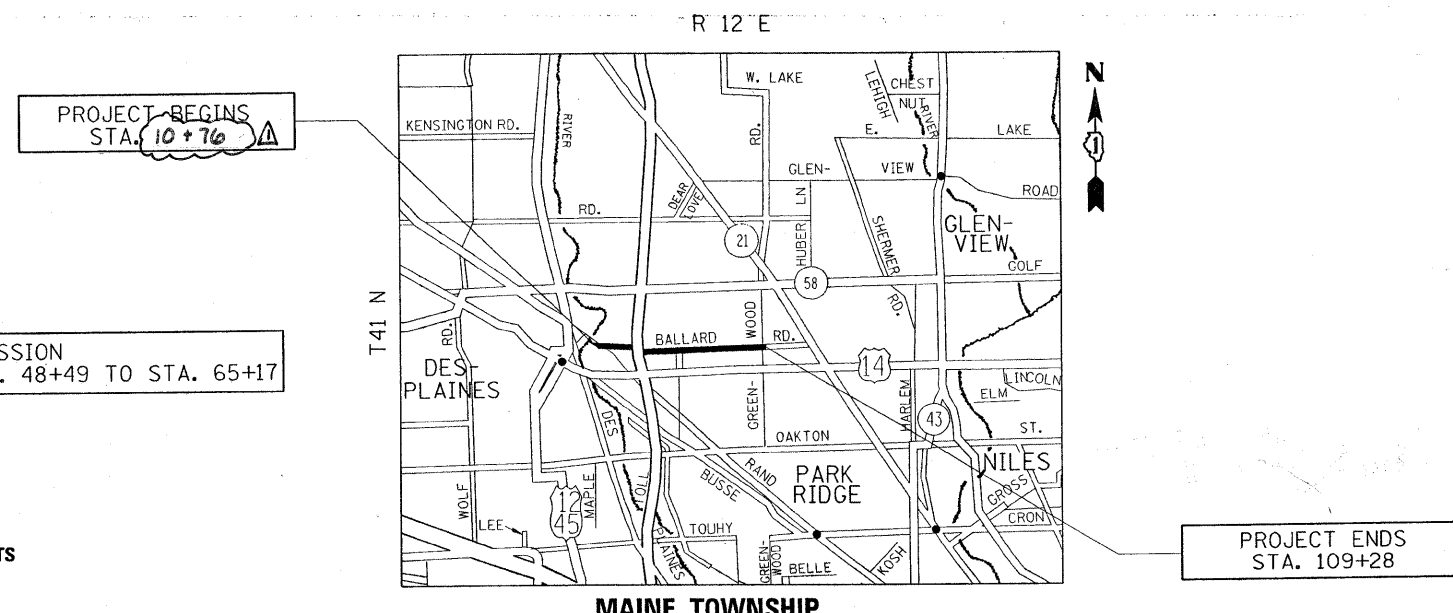 R 12 E
PROJECT BEGINS
STA. 10+76 1
N
1
W. LAKE
LEHIGH
CHEST
NUT
RIVER
KENSINGTON RD.
RIVER
RD.
E.
LAKE
GLEN-
VIEW
ROAD
DEAR
LOVE
HUBER LN
RD.
SHERMER
RD.
21
GLEN-
VIEW
58
GOLF
T41 N
RD.
BALLARD
WOOD
RD.
SSION
. 48+49 TO STA. 65+17
DES-
PLAINES
14
LINCOLN
ELM
GREEN-
HARLEM
43
DES
OAKTON
ST.
RAND
BUSSE
PARK
RIDGE
NILES
GROSS
CRON
WOLF
LEE
MAPLE
12
45
TOLL
PLAINES
TOUHY
GREEN-
WOOD
BELLE
KOSH
PROJECT ENDS
STA. 109+28
TS
MAINE TOWNSHIP